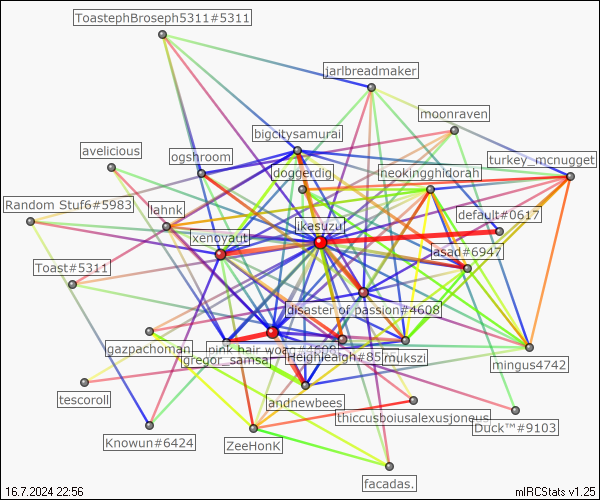 ToastephBroseph5311#5311
jarlbreadmaker
moonraven
bigcitysamurai
avelicious
ogshroom
turkey_mcnugget
doggerdig
neokingghidorah
Random Stuf6#5983
lahnk
default#0617
ikasuzu
xenoyaut
asad#6947
Toast#5311
disaster of passion#4608
gazpachoman
pink hair woag#4608
Heighleaigh#85
mukszi
gregor_samsa
mingus4742
tescoroll
andnewbees
thiccusboiusalexusjoneus
Duck™#9103
Knowun#6424
ZeeHonK
facadas.
16.7.2024 22:56
mIRCStats v1.25